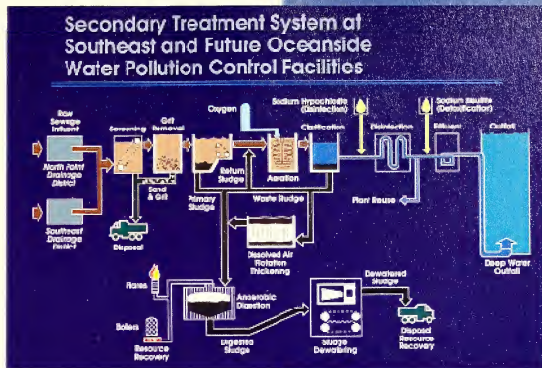 Secondary Treatment System at
Southeast and Future Oceanside
Water Pollution Control Facilities
Raw
Sewage
Influent
Screening
Grit
Removal
Oxygen
Sodium Hypochlorite
(Disinfection)
Sodium Bisulfite
(Detoxification)
Clarification
Disinfection
Effluent
Outfall
North Point
Drainage
District
Return
Sludge
Aeration
Sand
& Grit
Primary
Sludge
Waste Sludge
Plant Reuse
Southeast
Drainage
District
Disposal
Dissolved Air
Flotation
Thickening
Deep Water
Outfall
Flares
Anaerobic
Digestion
Dewatered
Sludge
Boilers
Resource
Recovery
Digested
Sludge
Sludge
Dewatering
Disposal
Resource
Recovery